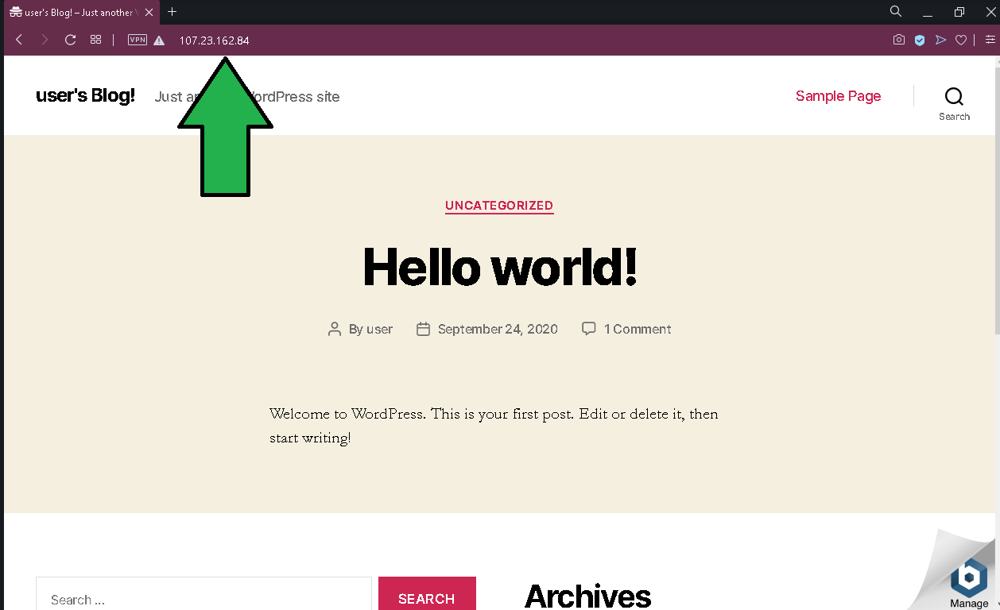 user's Blog! – Just another
VPN 107.23.162.84
user's Blog! Just WordPress site Sample Page
Search
UNCATEGORIZED
Hello world!
By user September 24, 2020 1 Comment
Welcome to WordPress. This is your first post. Edit or delete it, then
start writing!
Search ... SEARCH Archives
Manage